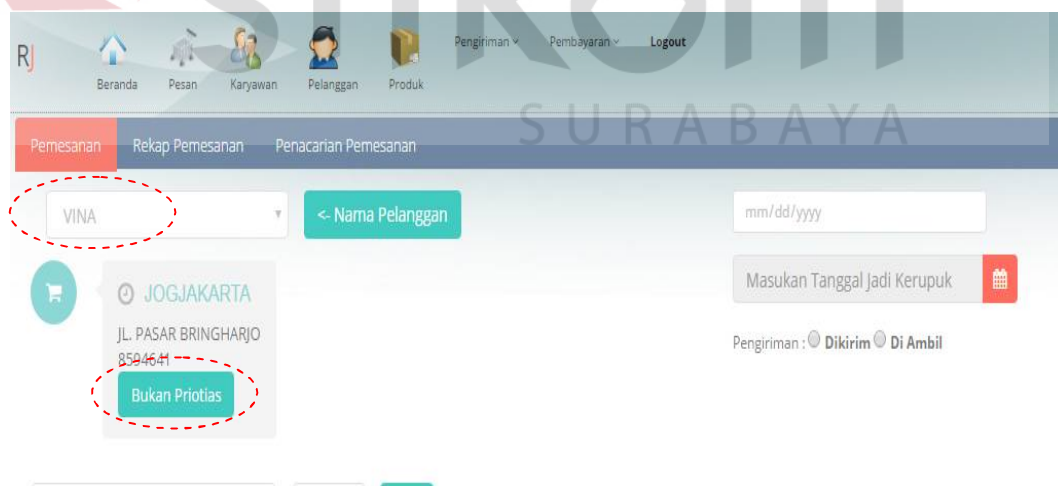 RJ
Beranda
Pesan
Karyawan
Pelanggan
Produk
Pengiriman
Pembayaran
Logout
SURABAYA
Pemesanan
Rekap Pemesanan
Penacarian Pemesanan
VINA
<- Nama Pelanggan
mm/dd/yyyy
JOGJAKARTA
JL. PASAR BRINGHARJO
8594641
Bukan Priotias
Masukan Tanggal Jadi Kerupuk
Pengiriman : Dikirim Di Ambil